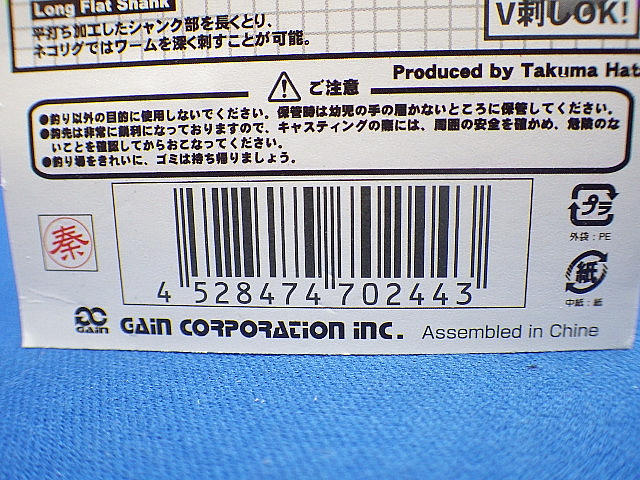 Long Flat Shank
平打ち加工したシャンク部を長くとり、
ネコリグではワームを深く刺すことが可能。
V刺しOK!
Produced by Takuma Hat
ご注意
●釣り以外の目的に使用しないでください。保管時は幼児の手の届かないところに保管してください。
●釣先は非常に鋭利になっておりますので、キャスティングの際には、周囲の安全を確かめ、危険のな
いことを確認してからおこなってください。
●釣り場をきれいに、ゴミは持ち帰りましょう。
秦
プラ
外袋:PE
紙
中紙:紙
4 528474 702443
GAIN
GAIN CORPORATION INC.
Assembled in Chine